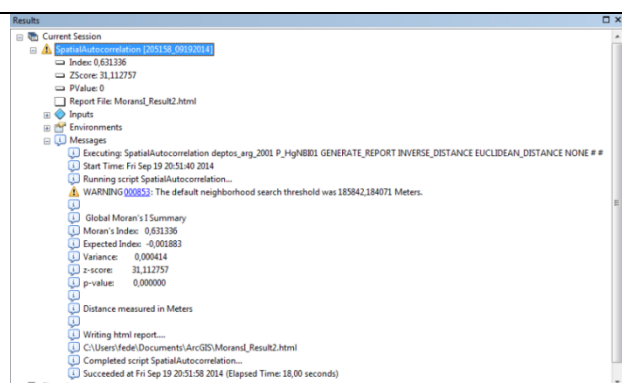 Results
Current Session
SpatialAutocorrelation [205158_09192014]
Index: 0,631336
ZScore: 31,112757
PValue: 0
Report File: MoransI_Result2.html
Inputs
Environments
Messages
Executing: SpatialAutocorrelation deptos_arg_2001 P_HgNBI01 GENERATE_REPORT INVERSE_DISTANCE EUCLIDEAN_DISTANCE NONE # #
Start Time: Fri Sep 19 20:51:40 2014
Running script SpatialAutocorrelation...
WARNING 000853: The default neighborhood search threshold was 185842,184071 Meters.
Global Moran's I Summary
Moran's Index: 0,631336
Expected Index: -0,001883
Variance: 0,000414
z-score: 31,112757
p-value: 0,000000
Distance measured in Meters
Writing html report....
C:\Users\fede\Documents\ArcGIS\MoransI_Result2.html
Completed script SpatialAutocorrelation...
Succeeded at Fri Sep 19 20:51:58 2014 (Elapsed Time: 18,00 seconds)